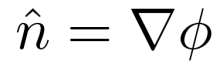 n̂ = ∇ϕ